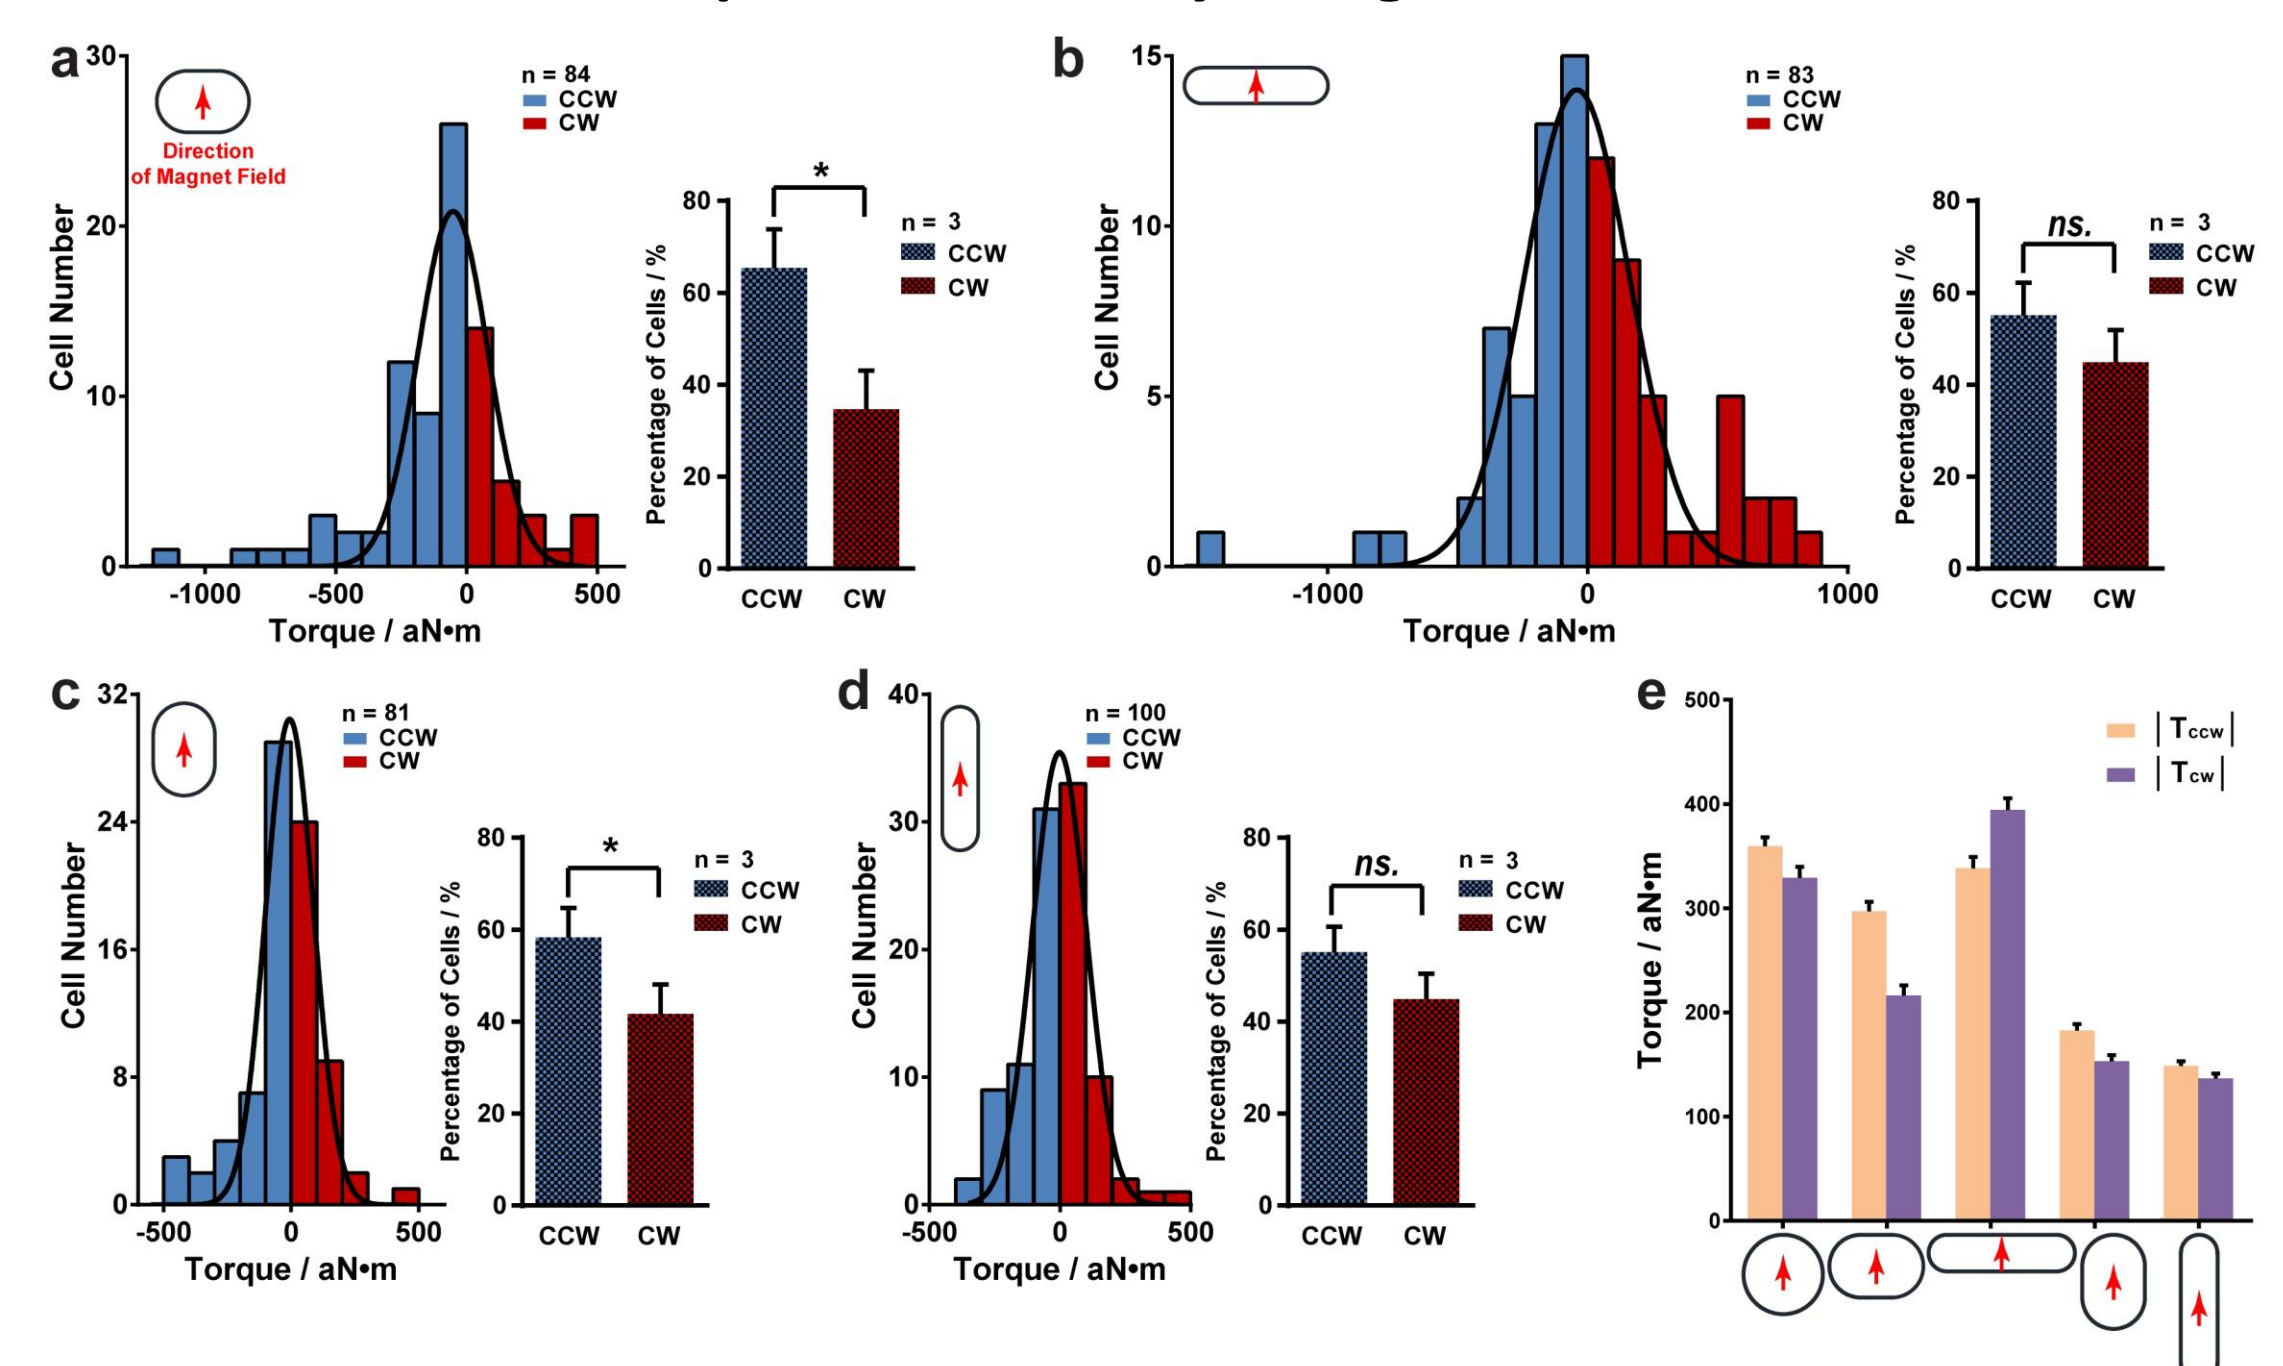 a
30
20
10
0
Cell Number
Direction
of Magnet Field
n = 84
CCW
CW
-1000
-500
0
500
Torque / aN•m
80
60
40
20
0
Percentage of Cells / %
*
n = 3
CCW
CW
CCW
CW
b
15
10
5
0
Cell Number
n = 83
CCW
CW
-1000
0
1000
Torque / aN•m
80
60
40
20
0
Percentage of Cells / %
ns.
n = 3
CCW
CW
CCW
CW
c
32
24
16
8
0
Cell Number
n = 81
CCW
CW
-500
0
500
Torque / aN•m
80
60
40
20
0
Percentage of Cells / %
*
n = 3
CCW
CW
CCW
CW
d
40
30
20
10
0
Cell Number
n = 100
CCW
CW
-500
0
500
Torque / aN•m
80
60
40
20
0
Percentage of Cells / %
ns.
n = 3
CCW
CW
CCW
CW
e
500
400
300
200
100
0
Torque / aN•m
| Tccw |
| Tcw |